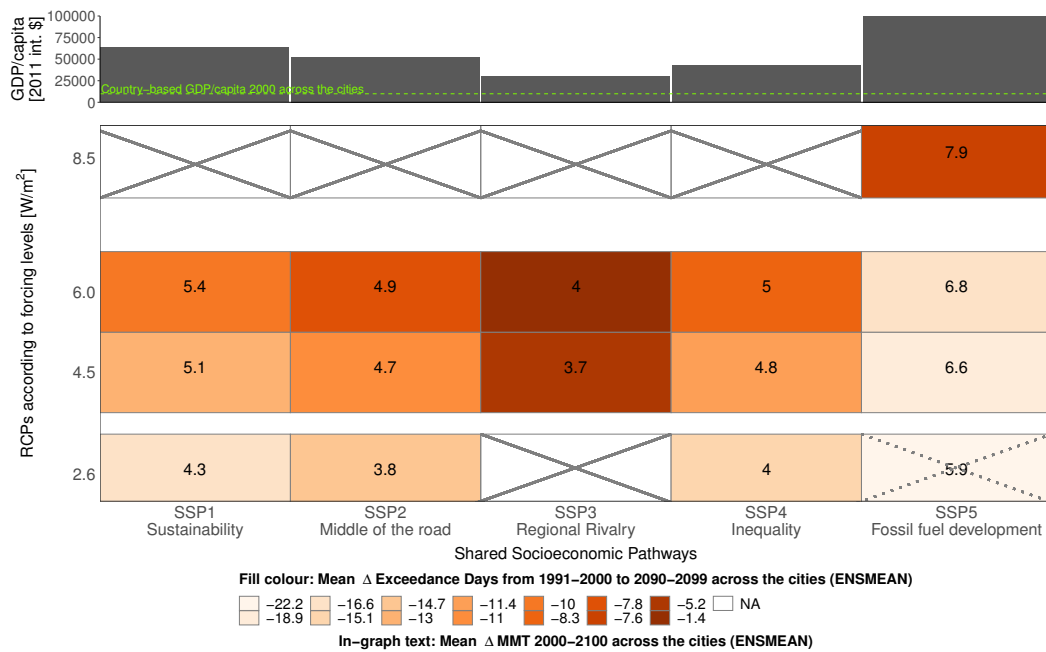 GDP/capita
[2011 int. $]
100000
75000
50000
25000
0
Country−based GDP/capita 2000 across the cities
RCPs according to forcing levels [W/m²]
8.5
7.9
6.0
5.4
4.9
4
5
6.8
4.5
5.1
4.7
3.7
4.8
6.6
2.6
4.3
3.8
4
5.9
SSP1
Sustainability
SSP2
Middle of the road
SSP3
Regional Rivalry
SSP4
Inequality
SSP5
Fossil fuel development
Shared Socioeconomic Pathways
Fill colour: Mean Δ Exceedance Days from 1991−2000 to 2090−2099 across the cities (ENSMEAN)
−22.2 −16.6 −14.7 −11.4 −10 −7.8 −5.2 NA
−18.9 −15.1 −13 −11 −8.3 −7.6 −1.4
In−graph text: Mean Δ MMT 2000−2100 across the cities (ENSMEAN)